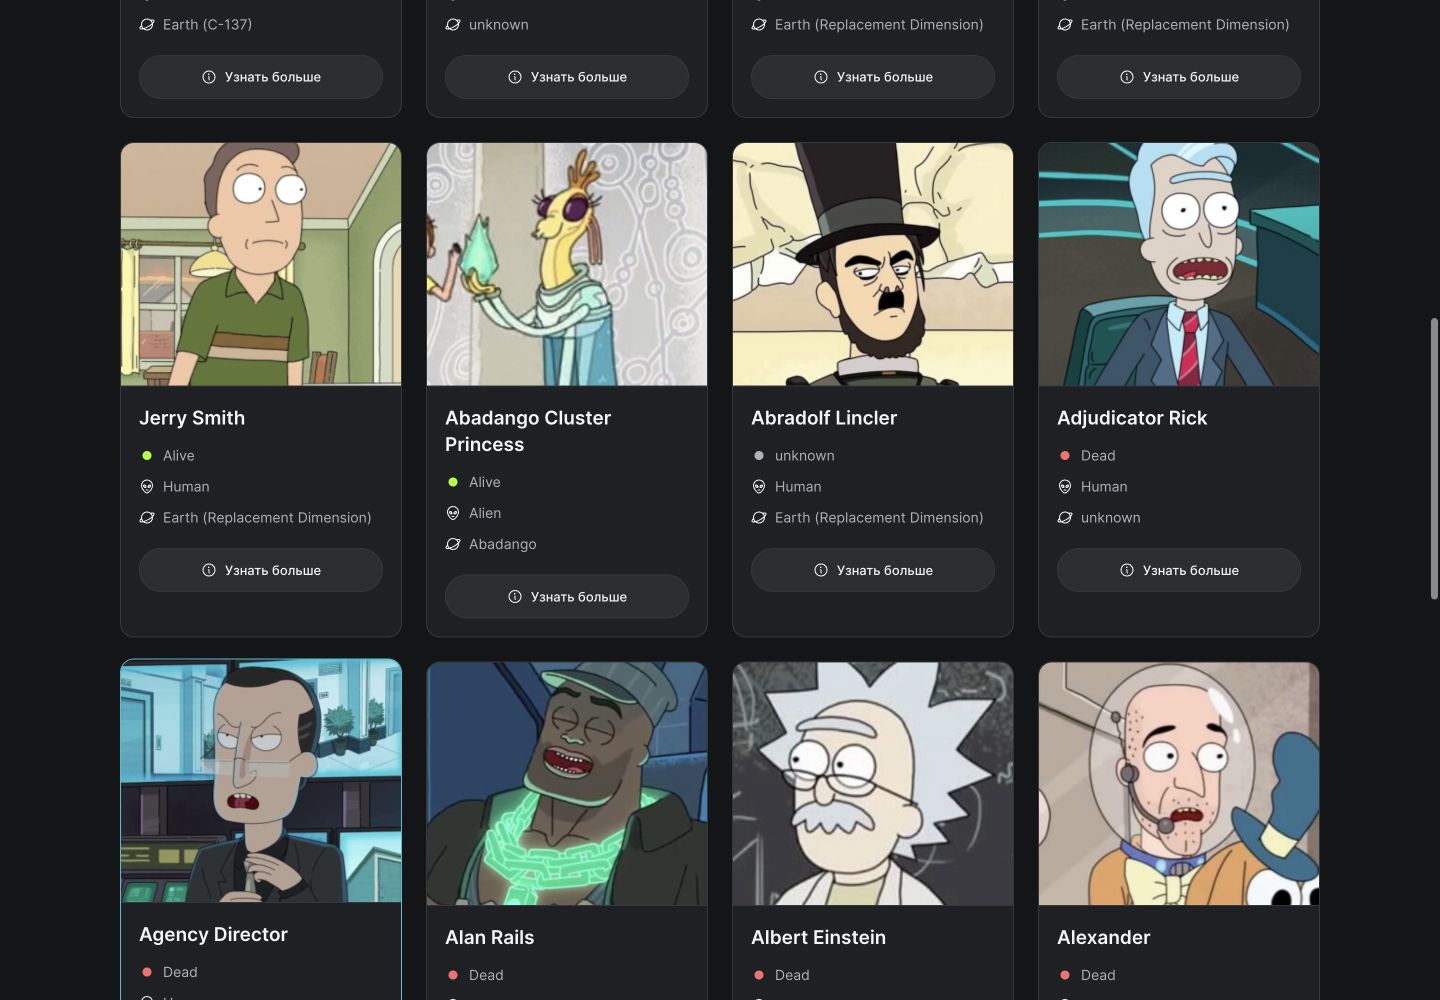 Earth (C-137)
unknown
Earth (Replacement Dimension)
Earth (Replacement Dimension)
Узнать больше
Узнать больше
Узнать больше
Узнать больше
Jerry Smith
Alive
Human
Earth (Replacement Dimension)
Узнать больше
Abadango Cluster
Princess
Alive
Alien
Abadango
Узнать больше
Abradolf Lincler
unknown
Human
Earth (Replacement Dimension)
Узнать больше
Adjudicator Rick
Dead
Human
unknown
Узнать больше
Agency Director
Dead
Alan Rails
Dead
Albert Einstein
Dead
Alexander
Dead